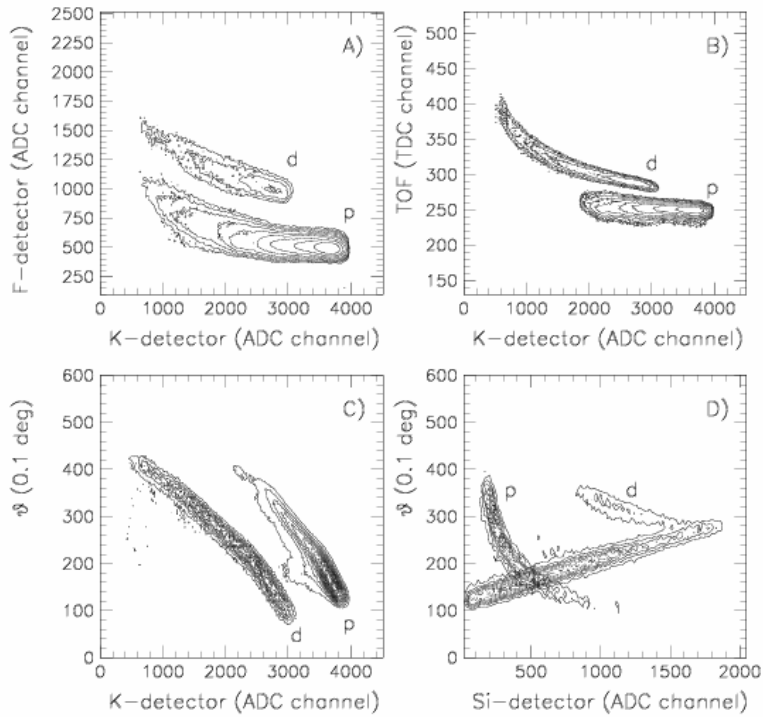 A)
F-detector (ADC channel)
2500
2250
2000
1750
1500
1250
1000
750
500
250
d
p
0 1000 2000 3000 4000
K-detector (ADC channel)
B)
TOF (TDC channel)
500
450
400
350
300
250
200
150
d
p
0 1000 2000 3000 4000
K-detector (ADC channel)
C)
ϑ (0.1 deg)
600
500
400
300
200
100
0
d
p
0 1000 2000 3000 4000
K-detector (ADC channel)
D)
ϑ (0.1 deg)
600
500
400
300
200
100
0
p
d
500 1000 1500 2000
Si-detector (ADC channel)